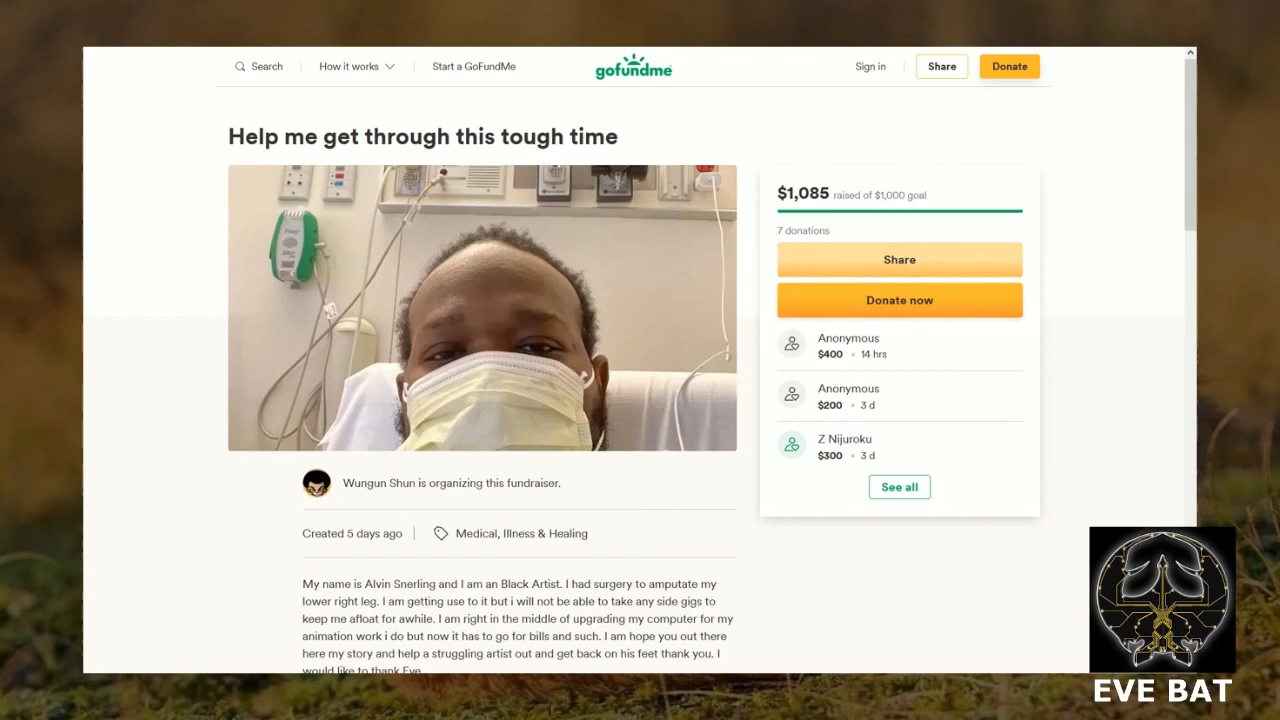 Search
How it works
Start a GoFundMe
gofundme
Sign in
Share
Donate
Help me get through this tough time
$1,085 raised of $1,000 goal
7 donations
Share
Donate now
Anonymous
$400 • 14 hrs
Anonymous
$200 • 3 d
Z Nijuroku
$300 • 3 d
See all
Wungun Shun is organizing this fundraiser.
Created 5 days ago
Medical, Illness & Healing
My name is Alvin Snerling and I am an Black Artist. I had surgery to amputate my
lower right leg. I am getting use to it but i will not be able to take any side gigs to
keep me afloat for awhile. I am right in the middle of upgrading my computer for my
animation work i do but now it has to go for bills and such. I am hope you out there
here my story and help a struggling artist out and get back on his feet thank you. I
would like to thank Eve
EVE BAT